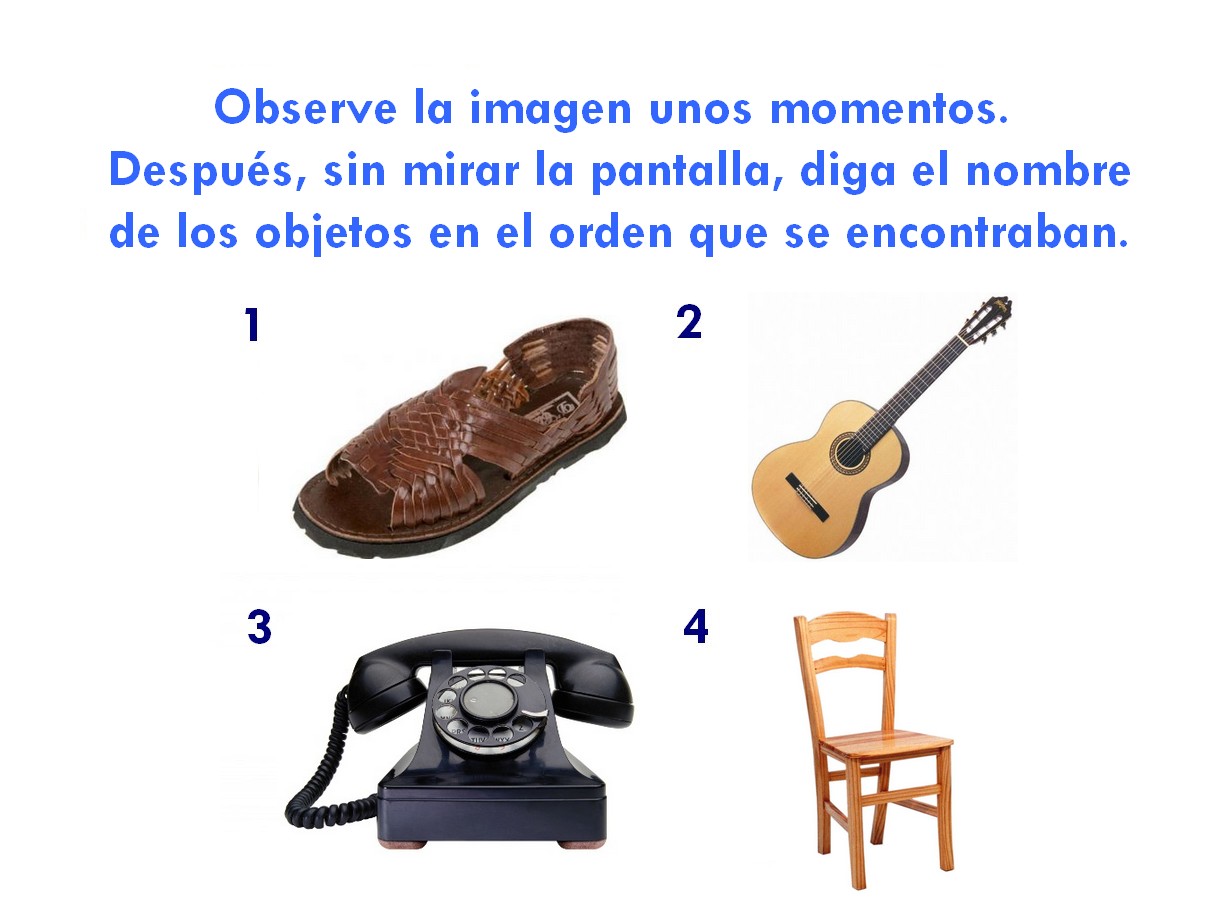 Observe la imagen unos momentos.
Después, sin mirar la pantalla, diga el nombre
de los objetos en el orden que se encontraban.
1
2
3
4